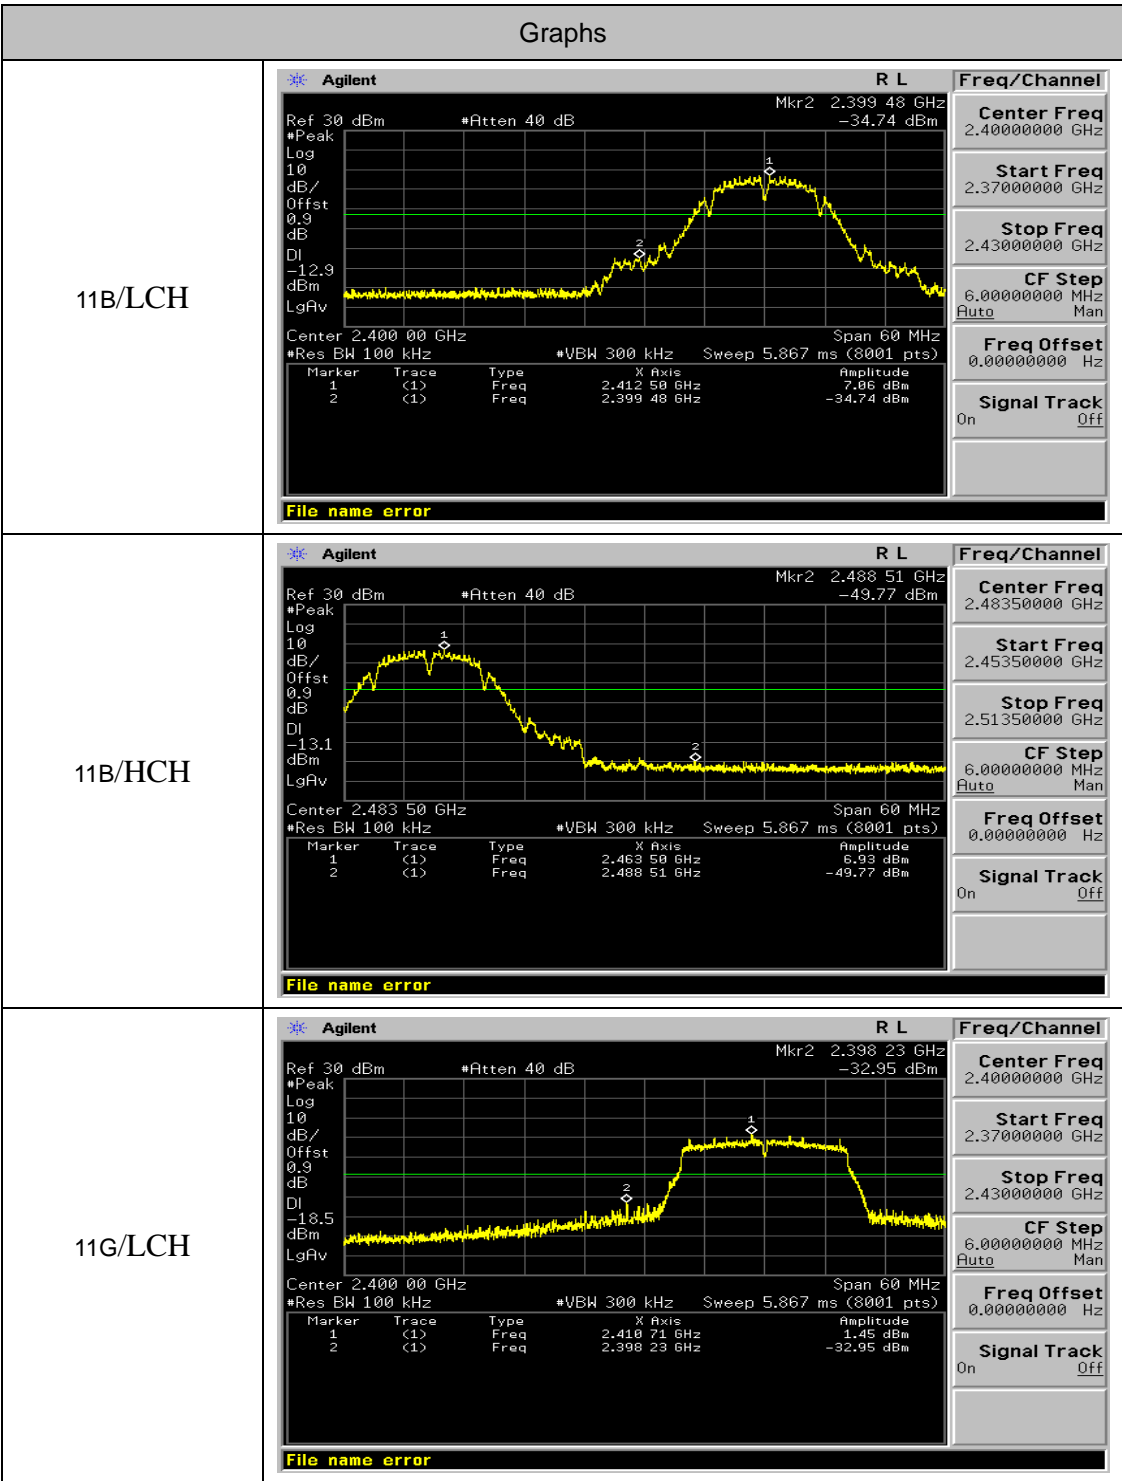 Graphs
11B/LCH
Agilent R L Freq/Channel
Mkr2 2.399 48 GHz
Ref 30 dBm #Atten 40 dB -34.74 dBm
#Peak
Log
10
dB/
Offst
0.9
dB
DI
-12.9
dBm
LgAv
1
2
Center 2.400 00 GHz Span 60 MHz
#Res BW 100 kHz #VBW 300 kHz Sweep 5.867 ms (8001 pts)
Marker Trace Type X Axis Amplitude
1 (1) Freq 2.412 50 GHz 7.06 dBm
2 (1) Freq 2.399 48 GHz -34.74 dBm
File name error
Center Freq
2.40000000 GHz
Start Freq
2.37000000 GHz
Stop Freq
2.43000000 GHz
CF Step
6.00000000 MHz
Auto Man
Freq Offset
0.00000000 Hz
Signal Track
On Off
11B/HCH
Agilent R L Freq/Channel
Mkr2 2.488 51 GHz
Ref 30 dBm #Atten 40 dB -49.77 dBm
#Peak
Log
10
dB/
Offst
0.9
dB
DI
-13.1
dBm
LgAv
1
2
Center 2.483 50 GHz Span 60 MHz
#Res BW 100 kHz #VBW 300 kHz Sweep 5.867 ms (8001 pts)
Marker Trace Type X Axis Amplitude
1 (1) Freq 2.463 50 GHz 6.93 dBm
2 (1) Freq 2.488 51 GHz -49.77 dBm
File name error
Center Freq
2.48350000 GHz
Start Freq
2.45350000 GHz
Stop Freq
2.51350000 GHz
CF Step
6.00000000 MHz
Auto Man
Freq Offset
0.00000000 Hz
Signal Track
On Off
11G/LCH
Agilent R L Freq/Channel
Mkr2 2.398 23 GHz
Ref 30 dBm #Atten 40 dB -32.95 dBm
#Peak
Log
10
dB/
Offst
0.9
dB
DI
-18.5
dBm
LgAv
1
2
Center 2.400 00 GHz Span 60 MHz
#Res BW 100 kHz #VBW 300 kHz Sweep 5.867 ms (8001 pts)
Marker Trace Type X Axis Amplitude
1 (1) Freq 2.410 71 GHz 1.45 dBm
2 (1) Freq 2.398 23 GHz -32.95 dBm
File name error
Center Freq
2.40000000 GHz
Start Freq
2.37000000 GHz
Stop Freq
2.43000000 GHz
CF Step
6.00000000 MHz
Auto Man
Freq Offset
0.00000000 Hz
Signal Track
On Off